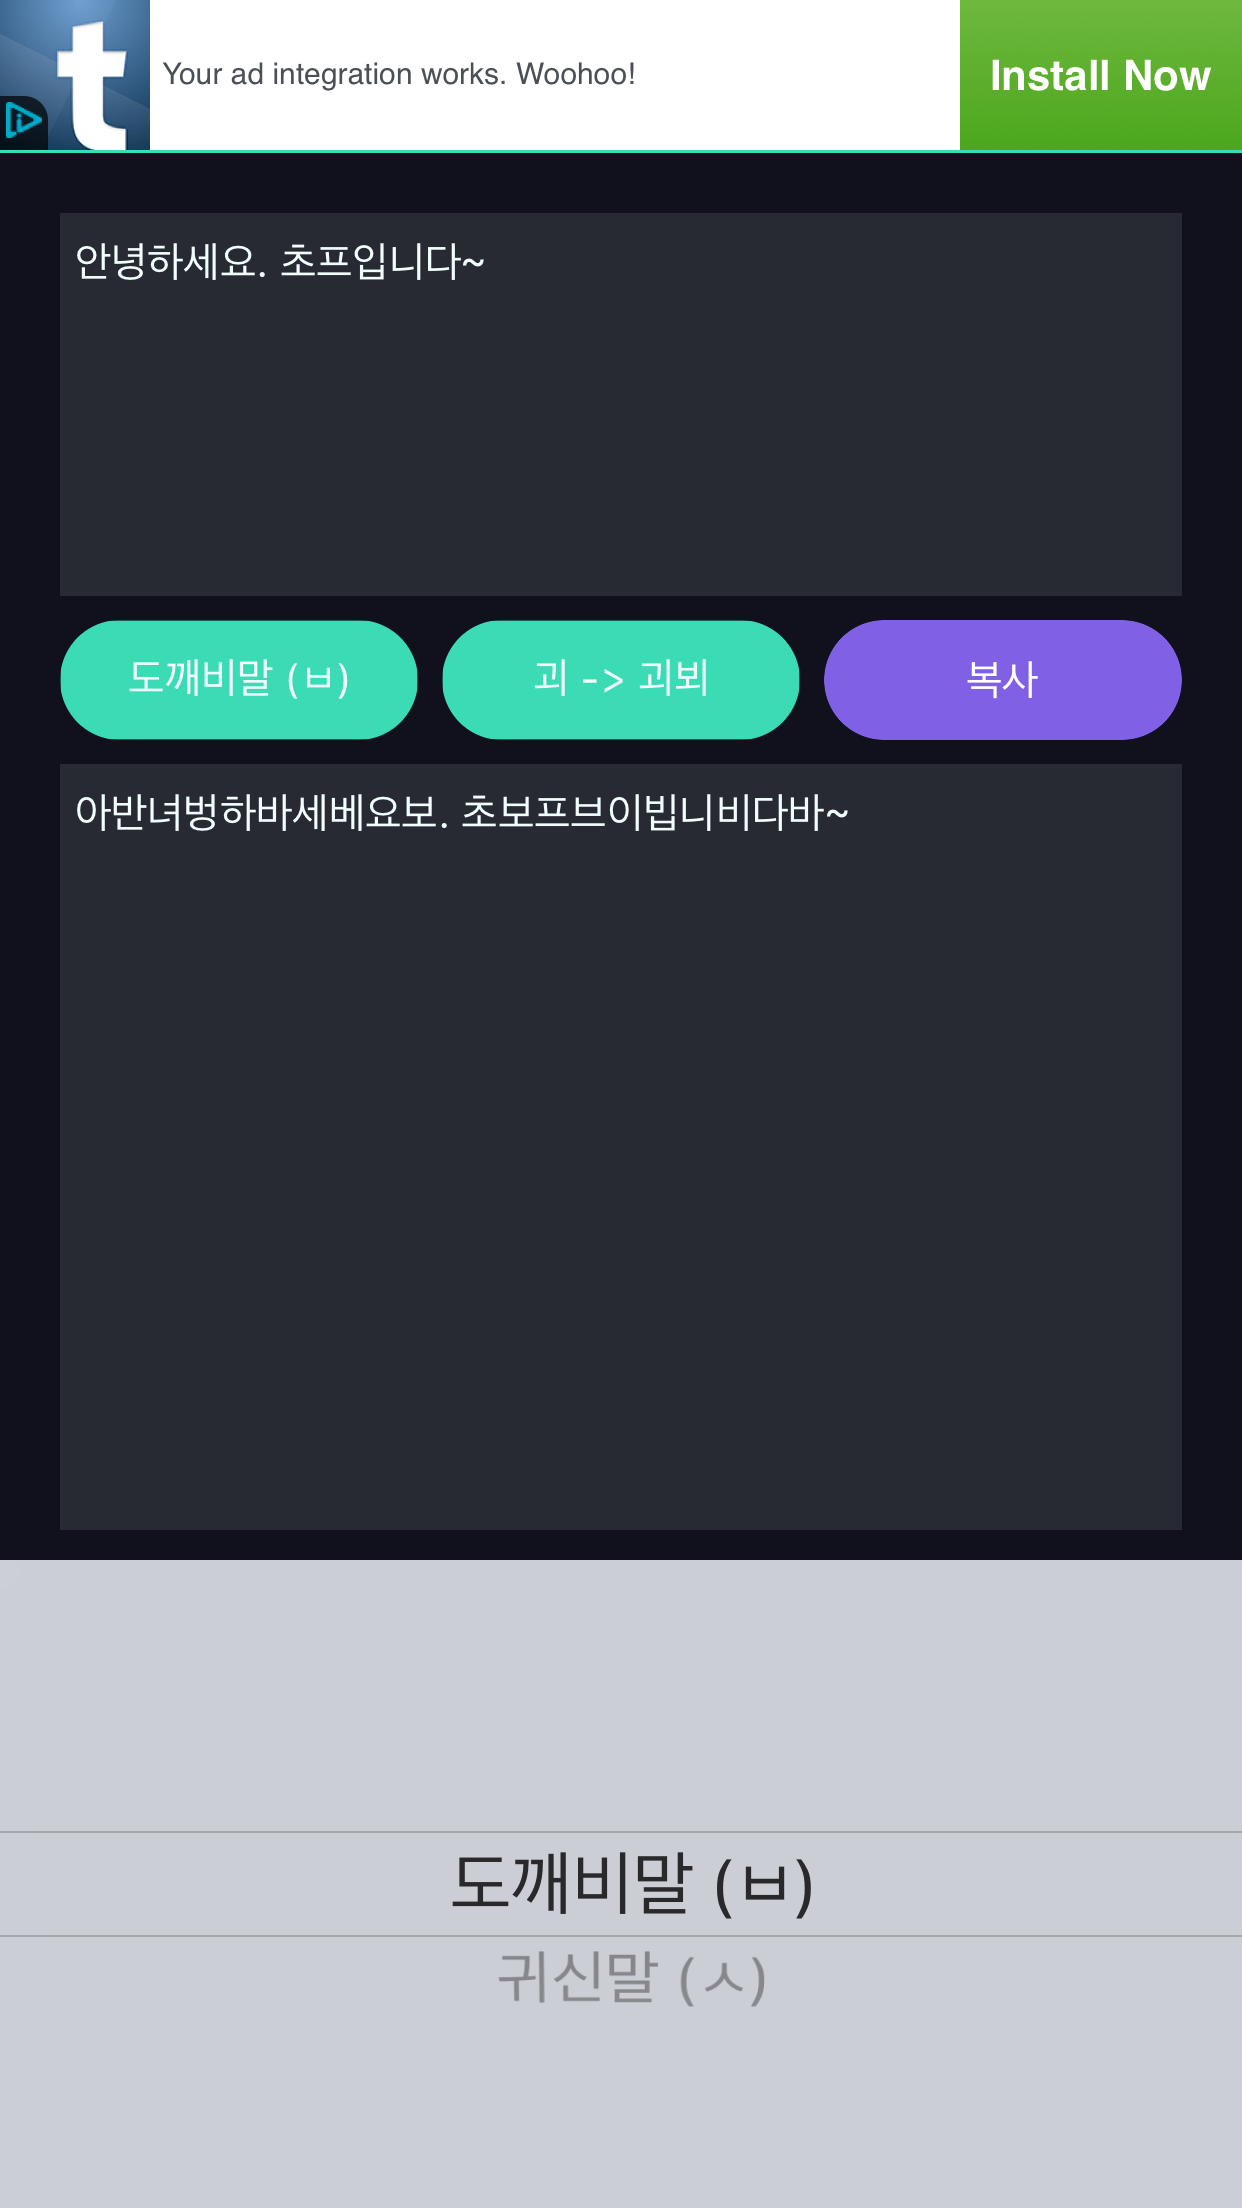 t
Your ad integration works. Woohoo!
Install Now
안녕하세요. 초프입니다~
도깨비말 (ㅂ)
괴 -> 괴뵈
복사
아반녀벙하바세베요보. 초보프브이빕니비다바~
도깨비말 (ㅂ)
귀신말 (ㅅ)